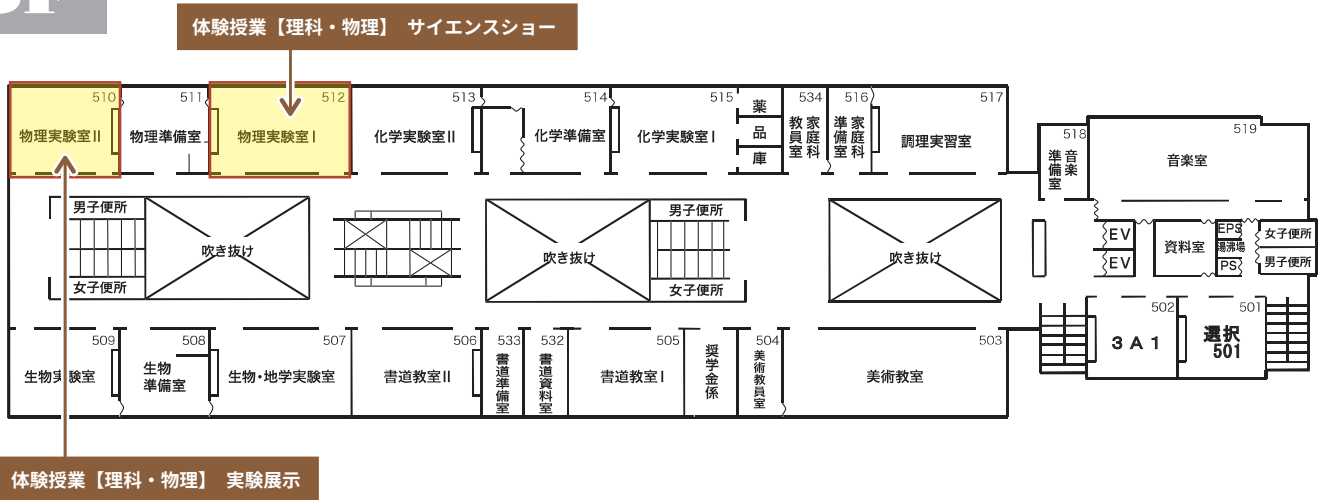 体験授業【理科・物理】 サイエンスショー
510
511
512
513
514
515
534
516
517
518
519
物理実験室Ⅱ
物理準備室
物理実験室Ⅰ
化学実験室Ⅱ
化学準備室
化学実験室Ⅰ
薬品庫
家庭科教員室
家庭科準備室
調理実習室
音楽準備室
音楽室
男子便所
女子便所
吹き抜け
吹き抜け
男子便所
女子便所
吹き抜け
EV
EV
資料室
EPS
湯沸場
PS
女子便所
男子便所
509
508
507
506
533
532
505
504
503
502
501
生物実験室
生物準備室
生物・地学実験室
書道教室Ⅱ
書道準備室
書道資料室
書道教室Ⅰ
奨学金係
美術教員室
美術教室
3A1
選択
501
体験授業【理科・物理】 実験展示